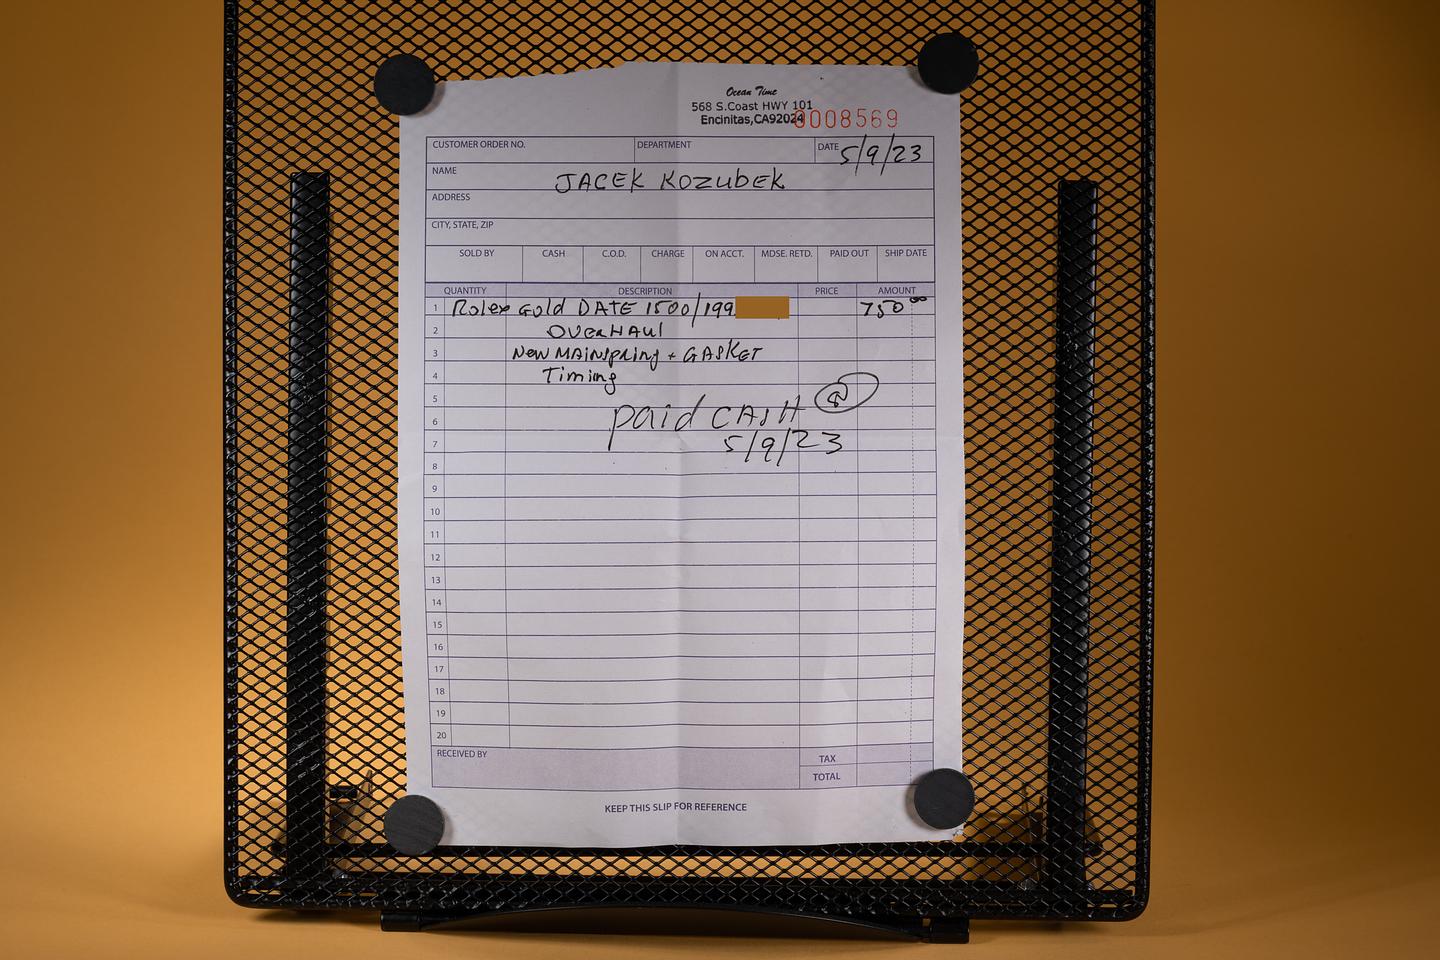 Ocean Time
568 S.Coast HWY 101
Encinitas,CA92024
0008569
CUSTOMER ORDER NO. DEPARTMENT DATE 5/9/23
NAME JACEK KOZUBEK
ADDRESS
CITY, STATE, ZIP
SOLD BY CASH C.O.D. CHARGE ON ACCT. MDSE. RETD. PAID OUT SHIP DATE
QUANTITY DESCRIPTION PRICE AMOUNT
1 Rolex Gold DATE 1500/199 750 00
2 OVERHAUL
3 New MAINSPRING + GASKET
4 Timing
5
6 paid CASH
7 5/9/23
8
9
10
11
12
13
14
15
16
17
18
19
20
RECEIVED BY TAX
TOTAL
KEEP THIS SLIP FOR REFERENCE